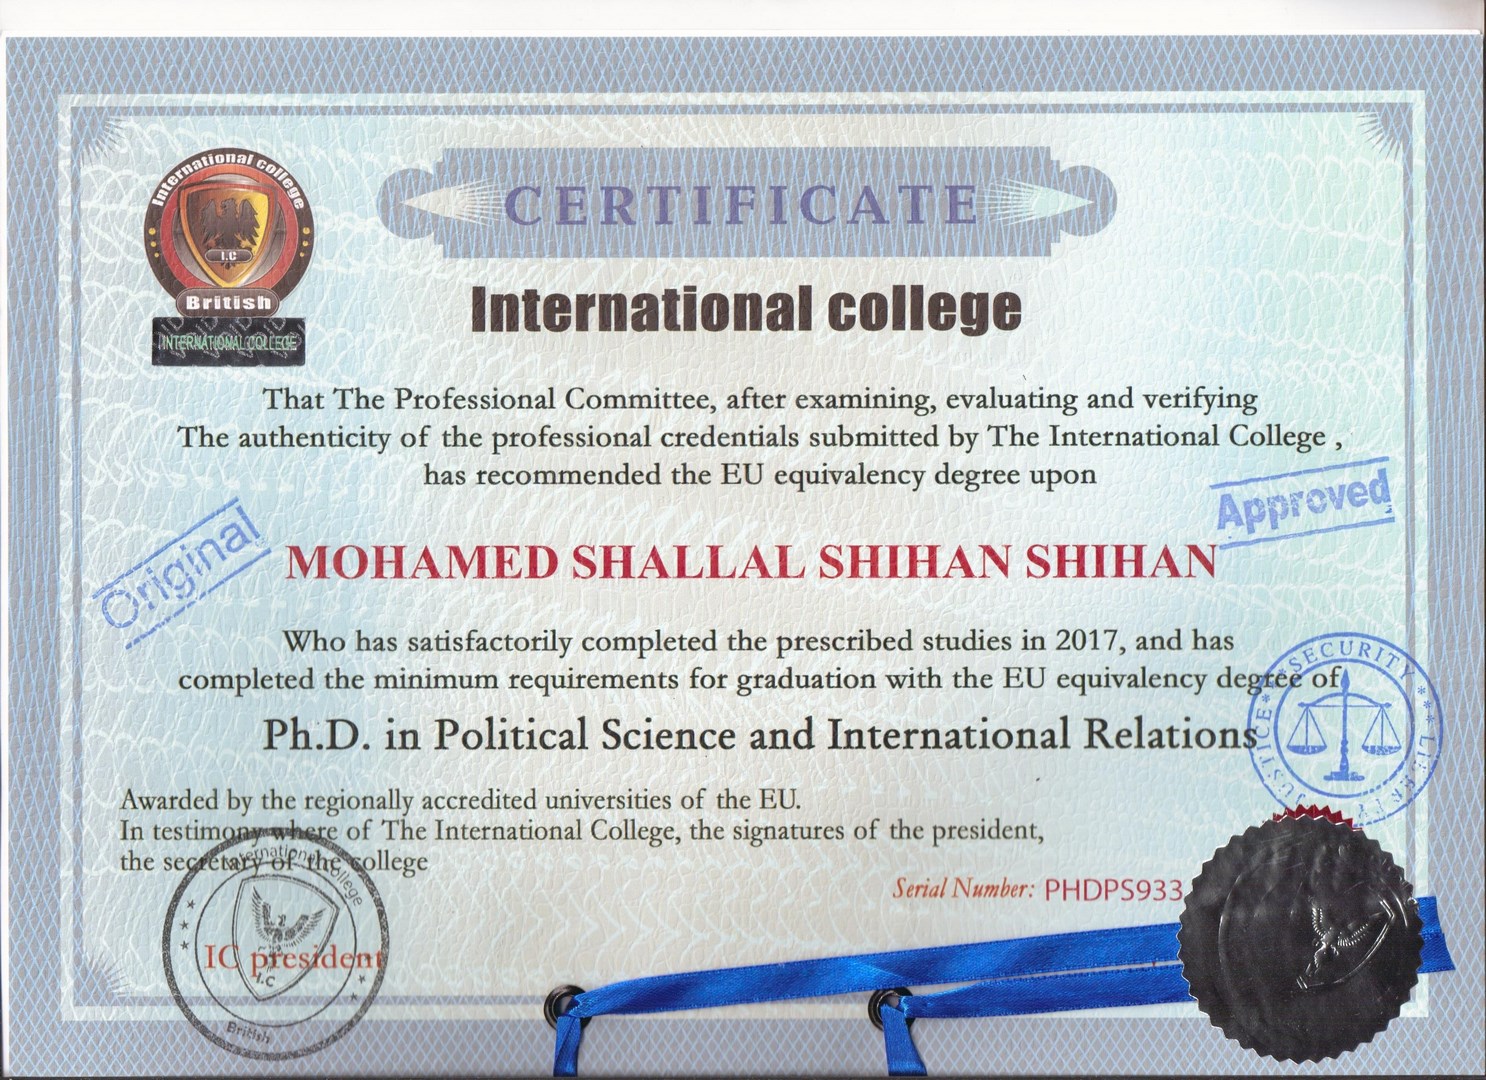 International college
I.C
British
INTERNATIONAL COLLEGE
CERTIFICATE
International college
That The Professional Committee, after examining, evaluating and verifying
The authenticity of the professional credentials submitted by The International College ,
has recommended the EU equivalency degree upon
Approved
Original
MOHAMED SHALLAL SHIHAN SHIHAN
Who has satisfactorily completed the prescribed studies in 2017, and has
completed the minimum requirements for graduation with the EU equivalency degree of
Ph.D. in Political Science and International Relations
JUSTICE * SECURITY *** LIBERTY
Awarded by the regionally accredited universities of the EU.
In testimony where of The International College, the signatures of the president,
the secretary of the college
Serial Number: PHDPS933
International College
IC president
I.C
British